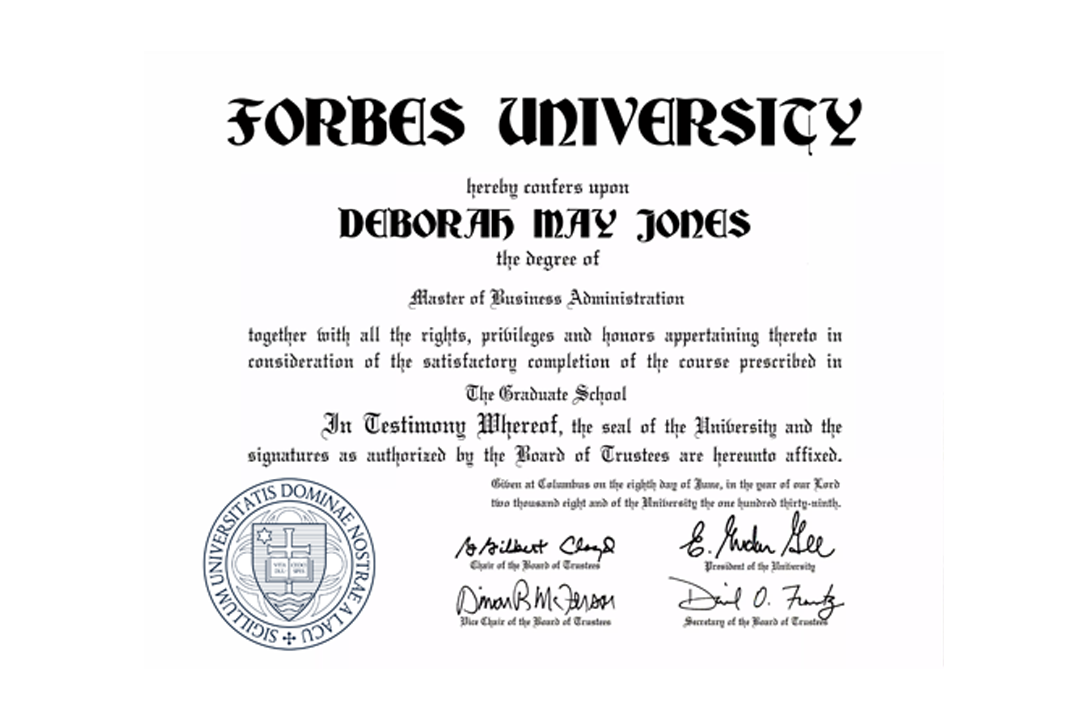 FORBES UNIVERSITY
hereby confers upon
DEBORAH MAY JONES
the degree of
Master of Business Administration
together with all the rights, privileges and honors appertaining thereto in
consideration of the satisfactory completion of the course prescribed in
The Graduate School
In Testimony Whereof, the seal of the University and the
signatures as authorized by the Board of Trustees are hereunto affixed.
Given at Columbus on the eighth day of June, in the year of our Lord
two thousand eight and of the University the one hundred thirty-ninth.
SIGILLUM UNIVERSITATIS DOMINAE NOSTRAE A LACU
VITA
DUL
SPES
G Gilbert Cloyd
Chair of the Board of Trustees
E. Gee
President of the University
Vice Chair of the Board of Trustees
David O. Frantz
Secretary of the Board of Trustees